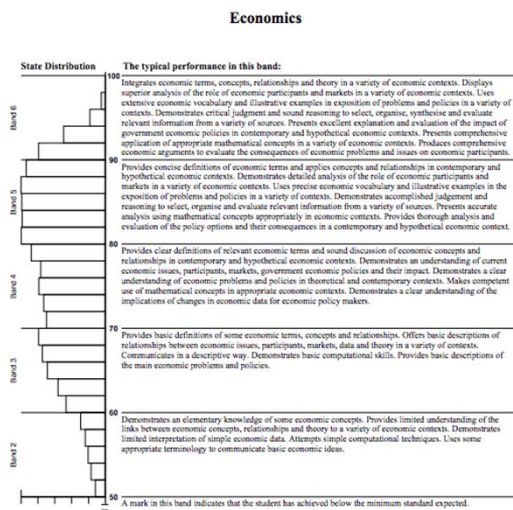 Economics
State Distribution
The typical performance in this band:
100
Integrates economic terms, concepts, relationships and theory in a variety of economic contexts. Displays
superior analysis of the role of economic participants and markets in a variety of economic contexts. Uses
extensive economic vocabulary and illustrative examples in exposition of problems and policies in a variety of
contexts. Demonstrates critical judgment and sound reasoning to select, organise, synthesise and evaluate
relevant information from a variety of sources. Presents excellent explanation and evaluation of the impact of
government economic policies in contemporary and hypothetical economic contexts. Presents comprehensive
application of appropriate mathematical concepts in a variety of economic contexts. Produces comprehensive
economic arguments to evaluate the consequences of economic problems and issues on economic participants.
Band 6
90
Provides concise definitions of economic terms and applies concepts and relationships in contemporary and
hypothetical economic contexts. Demonstrates detailed analysis of the role of economic participants and
markets in a variety of economic contexts. Uses precise economic vocabulary and illustrative examples in the
exposition of problems and policies in a variety of contexts. Demonstrates accomplished judgement and
reasoning to select, organise and evaluate relevant information from a variety of sources. Presents accurate
analysis using mathematical concepts appropriately in economic contexts. Provides thorough analysis and
evaluation of the policy options and their consequences in a contemporary and hypothetical economic context.
Band 5
80
Provides clear definitions of relevant economic terms and sound discussion of economic concepts and
relationships in contemporary and hypothetical economic contexts. Demonstrates an understanding of current
economic issues, participants, markets, government economic policies and their impact. Demonstrates a clear
understanding of economic problems and policies in theoretical and contemporary contexts. Makes competent
use of mathematical concepts in appropriate economic contexts. Demonstrates a clear understanding of the
implications of changes in economic data for economic policy makers.
Band 4
70
Provides basic definitions of some economic terms, concepts and relationships. Offers basic descriptions of
relationships between economic issues, participants, markets, data and theory in a variety of contexts.
Communicates in a descriptive way. Demonstrates basic computational skills. Provides basic descriptions of
the main economic problems and policies.
Band 3
60
Demonstrates an elementary knowledge of some economic concepts. Provides limited understanding of the
links between economic concepts, relationships and theory to a variety of economic contexts. Demonstrates
limited interpretation of simple economic data. Attempts simple computational techniques. Uses some
appropriate terminology to communicate basic economic ideas.
Band 2
50
A mark in this band indicates that the student has achieved below the minimum standard expected.